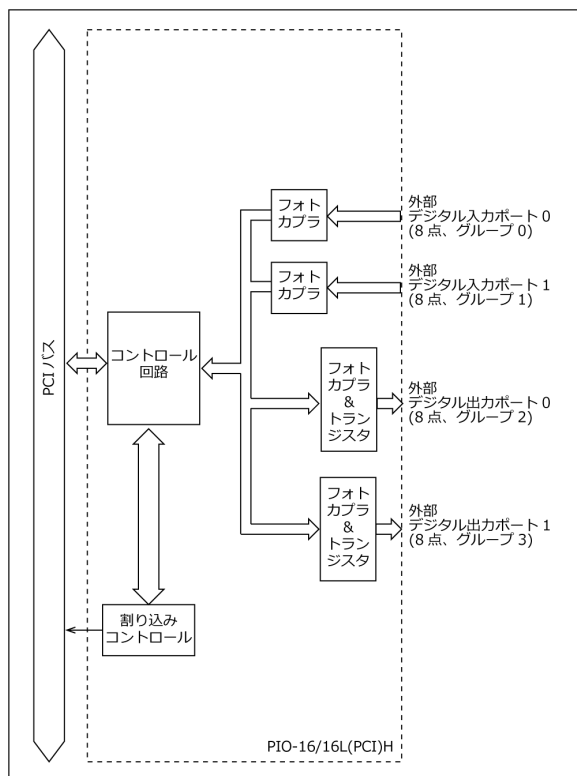 フォト
カプラ
外部
デジタル入力ポート 0
(8 点、グループ 0)
フォト
カプラ
外部
デジタル入力ポート 1
(8 点、グループ 1)
PCI バス
コントロール
回路
フォト
カプラ
&
トラン
ジスタ
外部
デジタル出力ポート 0
(8 点、グループ 2)
フォト
カプラ
&
トラン
ジスタ
外部
デジタル出力ポート 1
(8 点、グループ 3)
割り込み
コントロール
PIO-16/16L(PCI)H